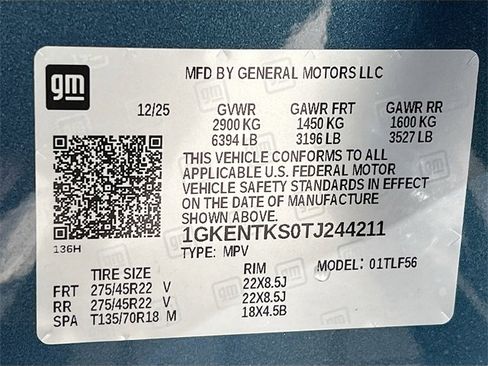 gm
MFD BY GENERAL MOTORS LLC
12/25 GVWR GAWR FRT GAWR RR
2900 KG 1450 KG 1600 KG
6394 LB 3196 LB 3527 LB
THIS VEHICLE CONFORMS TO ALL
APPLICABLE U.S. FEDERAL MOTOR
VEHICLE SAFETY STANDARDS IN EFFECT
ON THE DATE OF MANUFACTURE
SHOWN ABOVE.
1GKENTKS0TJ244211
136H
TYPE: MPV
TIRE SIZE RIM MODEL: 01TLF56
FRT 275/45R22 V 22X8.5J
RR 275/45R22 V 22X8.5J
SPA T135/70R18 M 18X4.5B